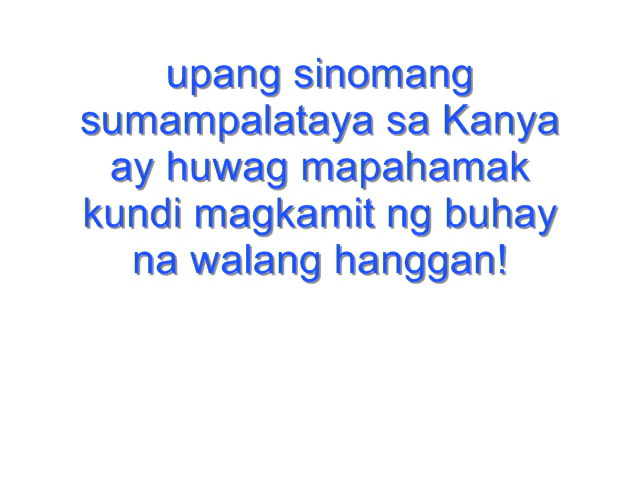 upang sinomang
sumampalataya sa Kanya
ay huwag mapahamak
kundi magkamit ng buhay
na walang hanggan!